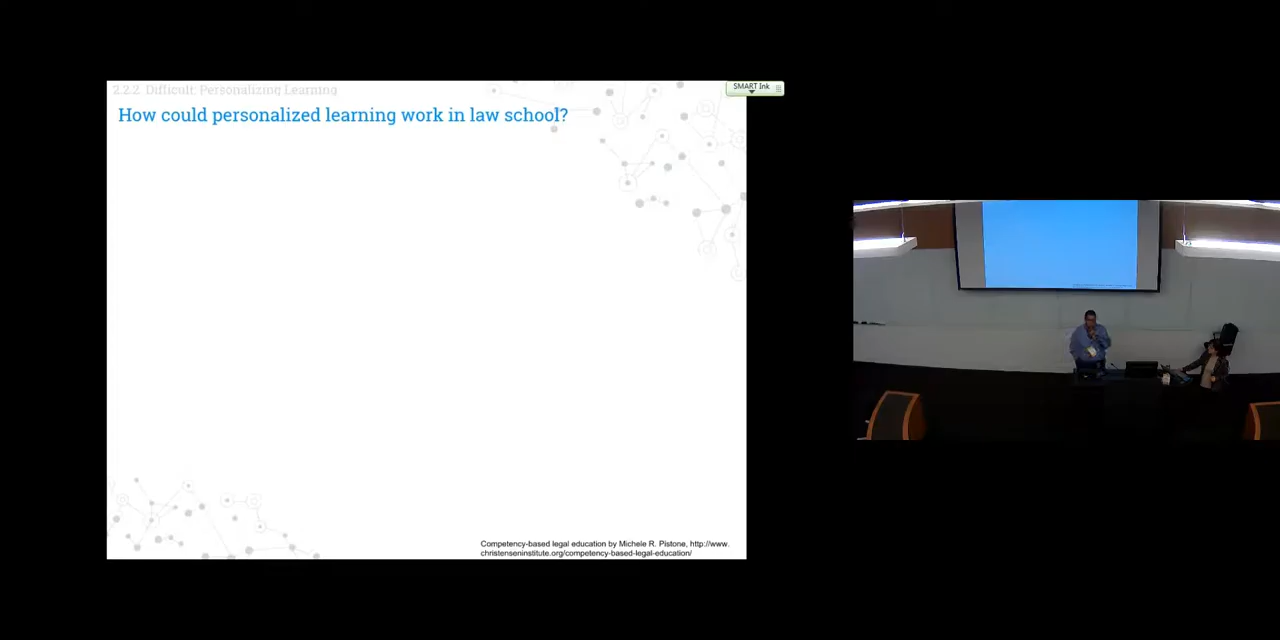 2.2.2 Difficult: Personalizing Learning
SMART Ink
How could personalized learning work in law school?
Competency-based legal education by Michele R. Pistone, http://www.
christenseninstitute.org/competency-based-legal-education/